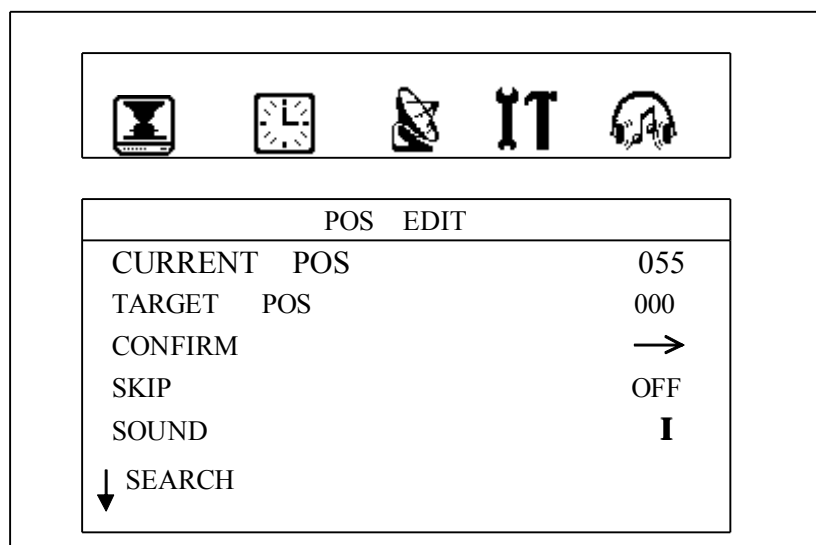 POS EDIT
CURRENT POS 055
TARGET POS 000
CONFIRM →
SKIP OFF
SOUND I
↓ SEARCH